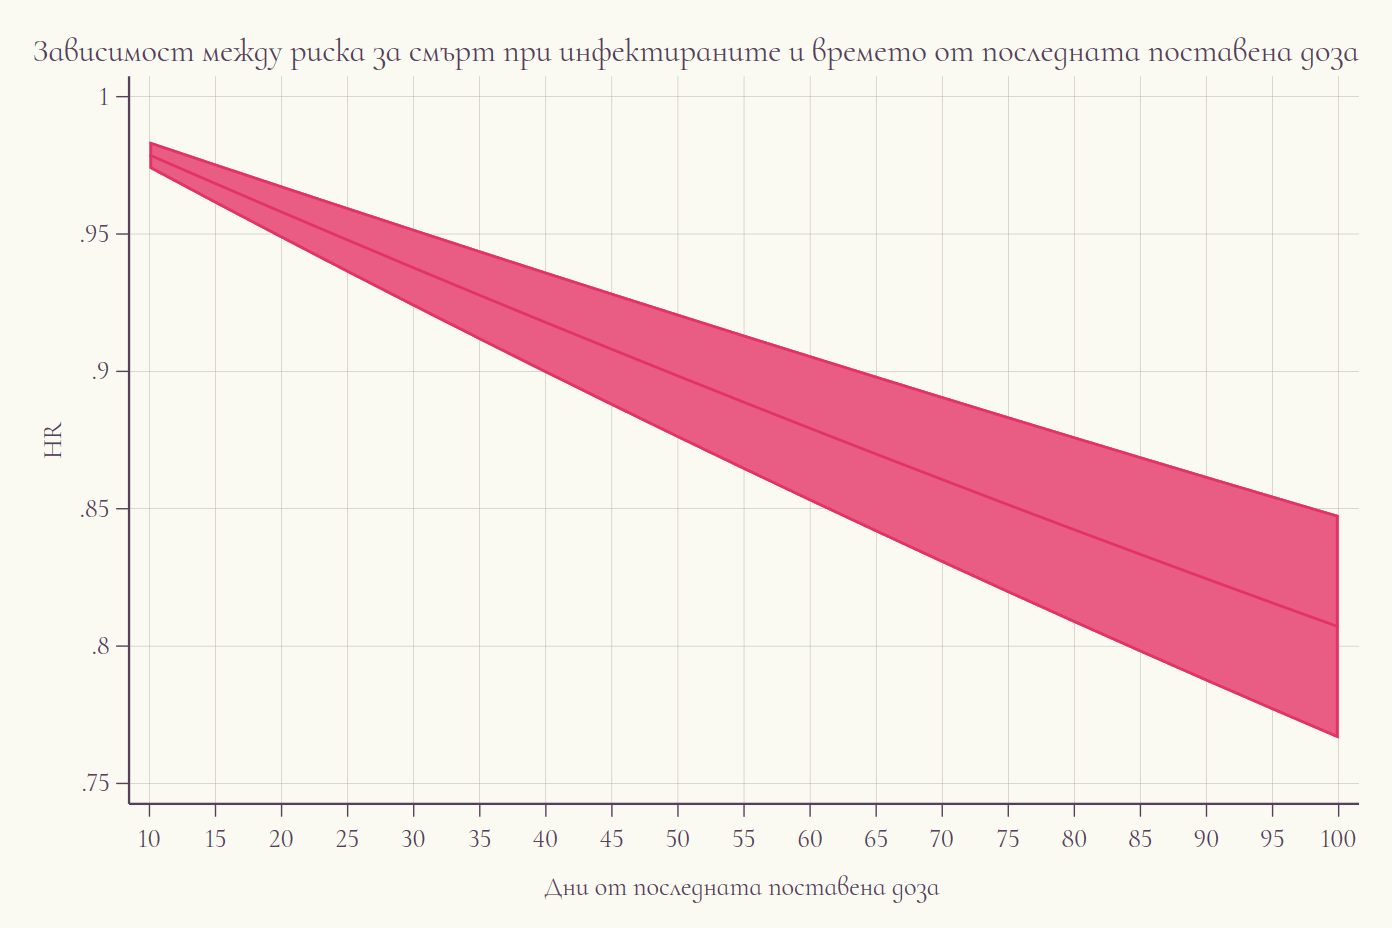 Зависимост между риска за смърт при инфектираните и времето от последната поставена доза
1
.95
.9
.85
.8
.75
HR
10 15 20 25 30 35 40 45 50 55 60 65 70 75 80 85 90 95 100
Дни от последната поставена доза